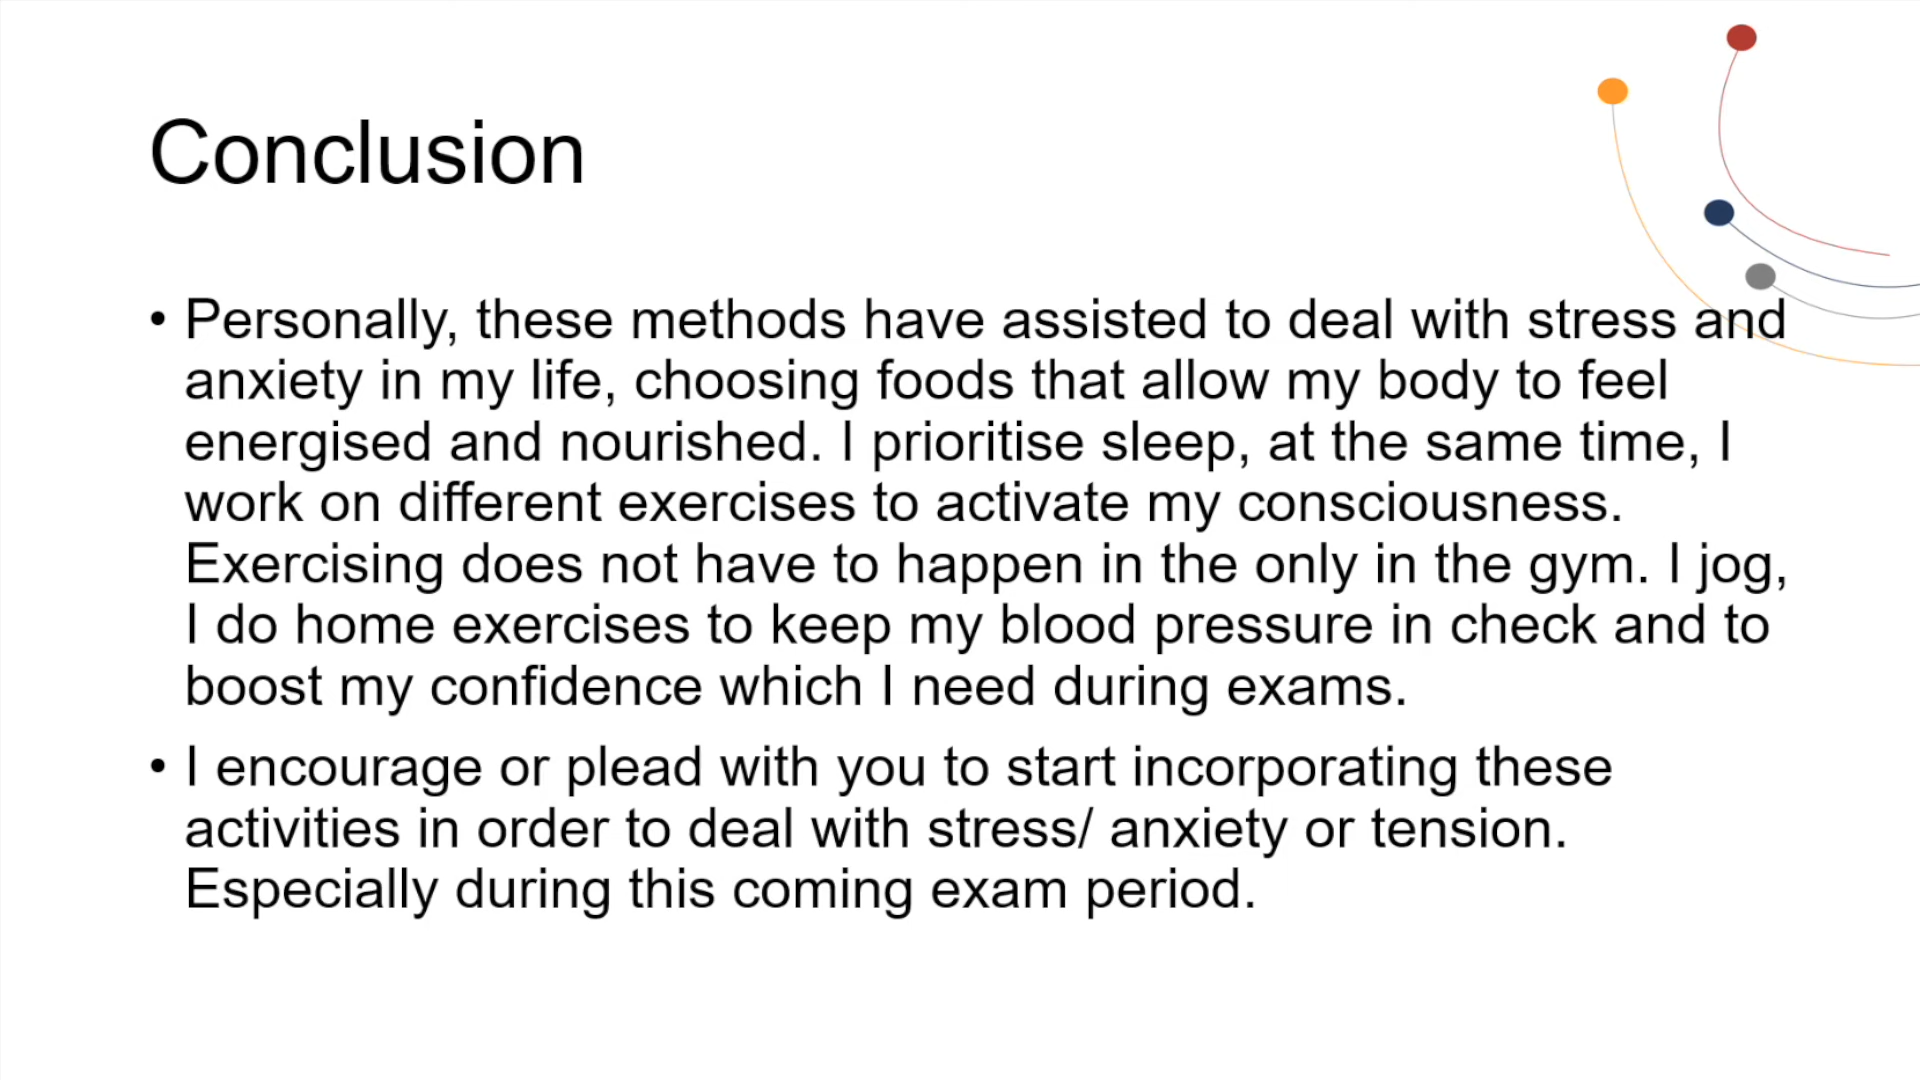 Conclusion
• Personally, these methods have assisted to deal with stress and
anxiety in my life, choosing foods that allow my body to feel
energised and nourished. I prioritise sleep, at the same time, I
work on different exercises to activate my consciousness.
Exercising does not have to happen in the only in the gym. I jog,
I do home exercises to keep my blood pressure in check and to
boost my confidence which I need during exams.
• I encourage or plead with you to start incorporating these
activities in order to deal with stress/ anxiety or tension.
Especially during this coming exam period.